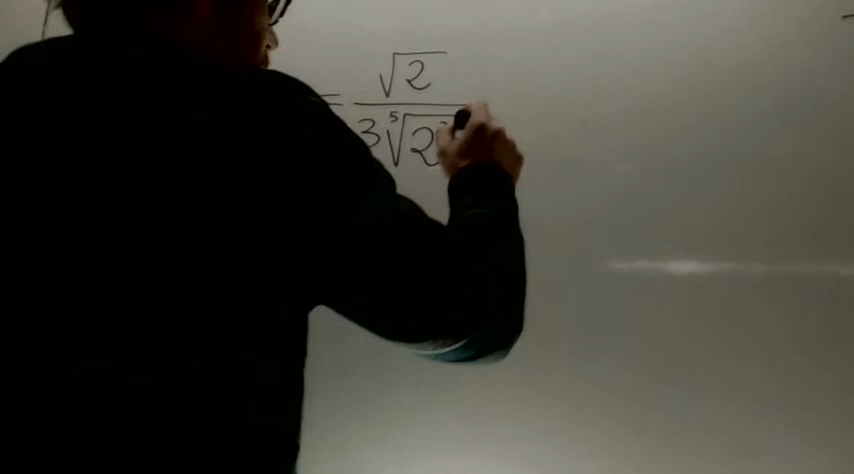 = √2
3 ⁵√2